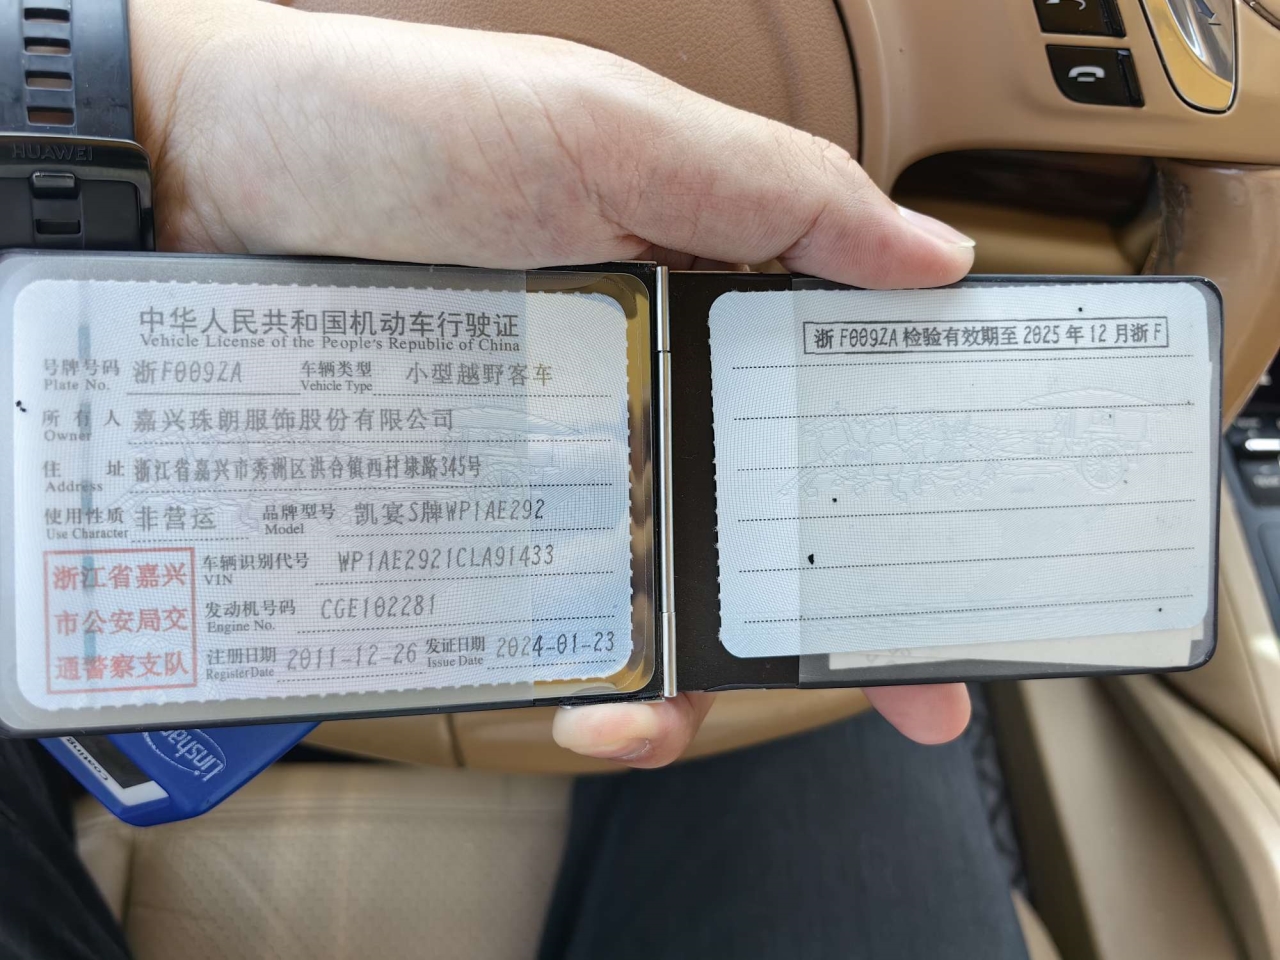 HUAWEI
中华人民共和国机动车行驶证
Vehicle License of the People's Republic of China
号牌号码 浙F009ZA 车辆类型 小型越野客车
Plate No. Vehicle Type
所有人 嘉兴珠朗服饰股份有限公司
Owner
住址 浙江省嘉兴市秀洲区洪合镇西村埭路345号
Address
使用性质 非营运 品牌型号 凯宴S牌WP1AE292
Use Character Model
浙江省嘉兴
市公安局交
通警察支队
车辆识别代号 WP1AE2921CLA91433
VIN
发动机号码 CGE102281
Engine No.
注册日期 2011-12-26 发证日期 2024-01-23
Register Date Issue Date
浙F009ZA检验有效期至2025年12月浙F